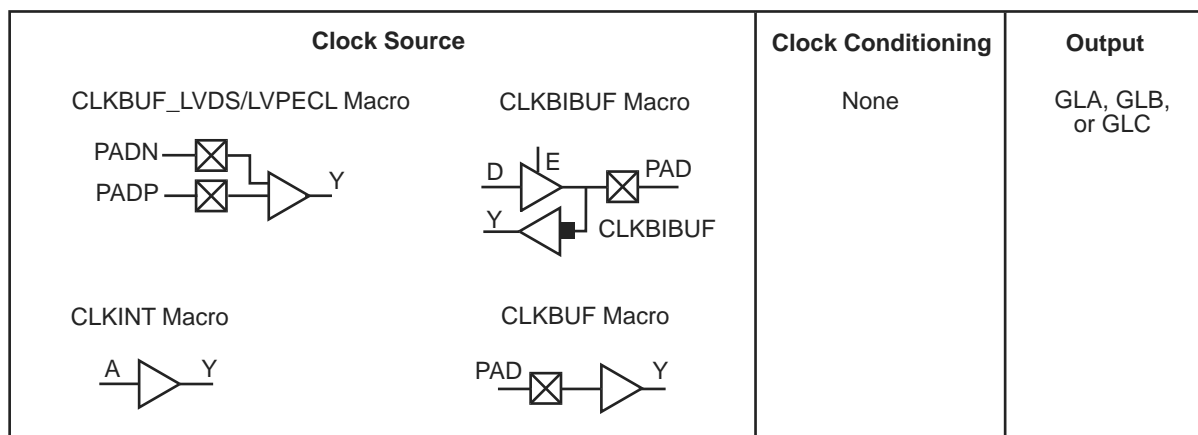 Clock Source
Clock Conditioning
Output
CLKBUF_LVDS/LVPECL Macro
CLKBIBUF Macro
None
GLA, GLB,
or GLC
PADN
PADP
Y
E
D
PAD
Y
CLKBIBUF
CLKINT Macro
CLKBUF Macro
A
Y
PAD
Y